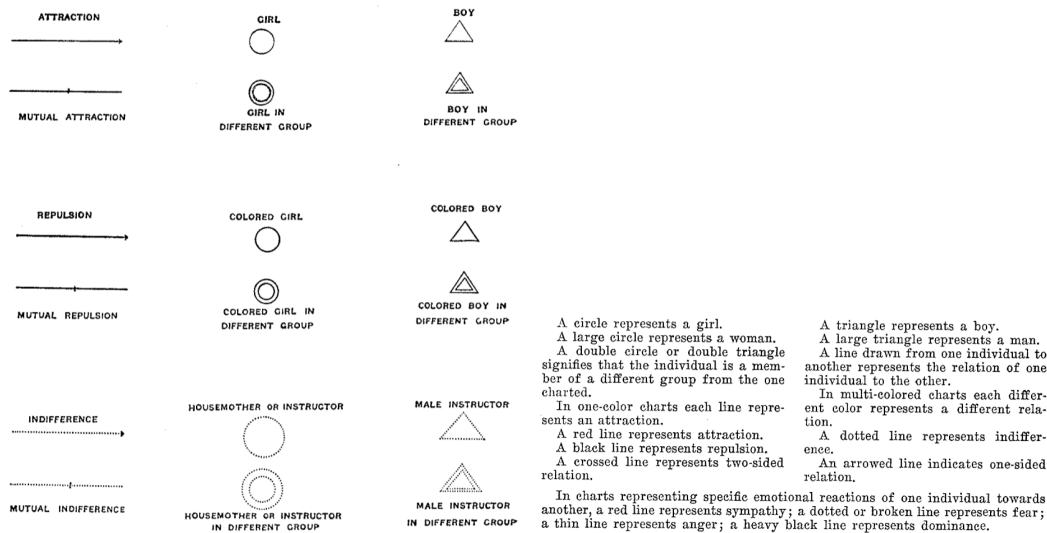 ATTRACTION
GIRL
BOY
MUTUAL ATTRACTION
GIRL IN
DIFFERENT GROUP
BOY IN
DIFFERENT GROUP
REPULSION
COLORED GIRL
COLORED BOY
MUTUAL REPULSION
COLORED GIRL IN
DIFFERENT GROUP
COLORED BOY IN
DIFFERENT GROUP
INDIFFERENCE
HOUSEMOTHER OR INSTRUCTOR
MALE INSTRUCTOR
MUTUAL INDIFFERENCE
HOUSEMOTHER OR INSTRUCTOR
IN DIFFERENT GROUP
MALE INSTRUCTOR
IN DIFFERENT GROUP
A circle represents a girl.
A large circle represents a woman.
A double circle or double triangle
signifies that the individual is a mem-
ber of a different group from the one
charted.
In one-color charts each line repre-
sents an attraction.
A red line represents attraction.
A black line represents repulsion.
A crossed line represents two-sided
relation.
A triangle represents a boy.
A large triangle represents a man.
A line drawn from one individual to
another represents the relation of one
individual to the other.
In multi-colored charts each differ-
ent color represents a different rela-
tion.
A dotted line represents indiffer-
ence.
An arrowed line indicates one-sided
relation.
In charts representing specific emotional reactions of one individual towards
another, a red line represents sympathy; a dotted or broken line represents fear;
a thin line represents anger; a heavy black line represents dominance.